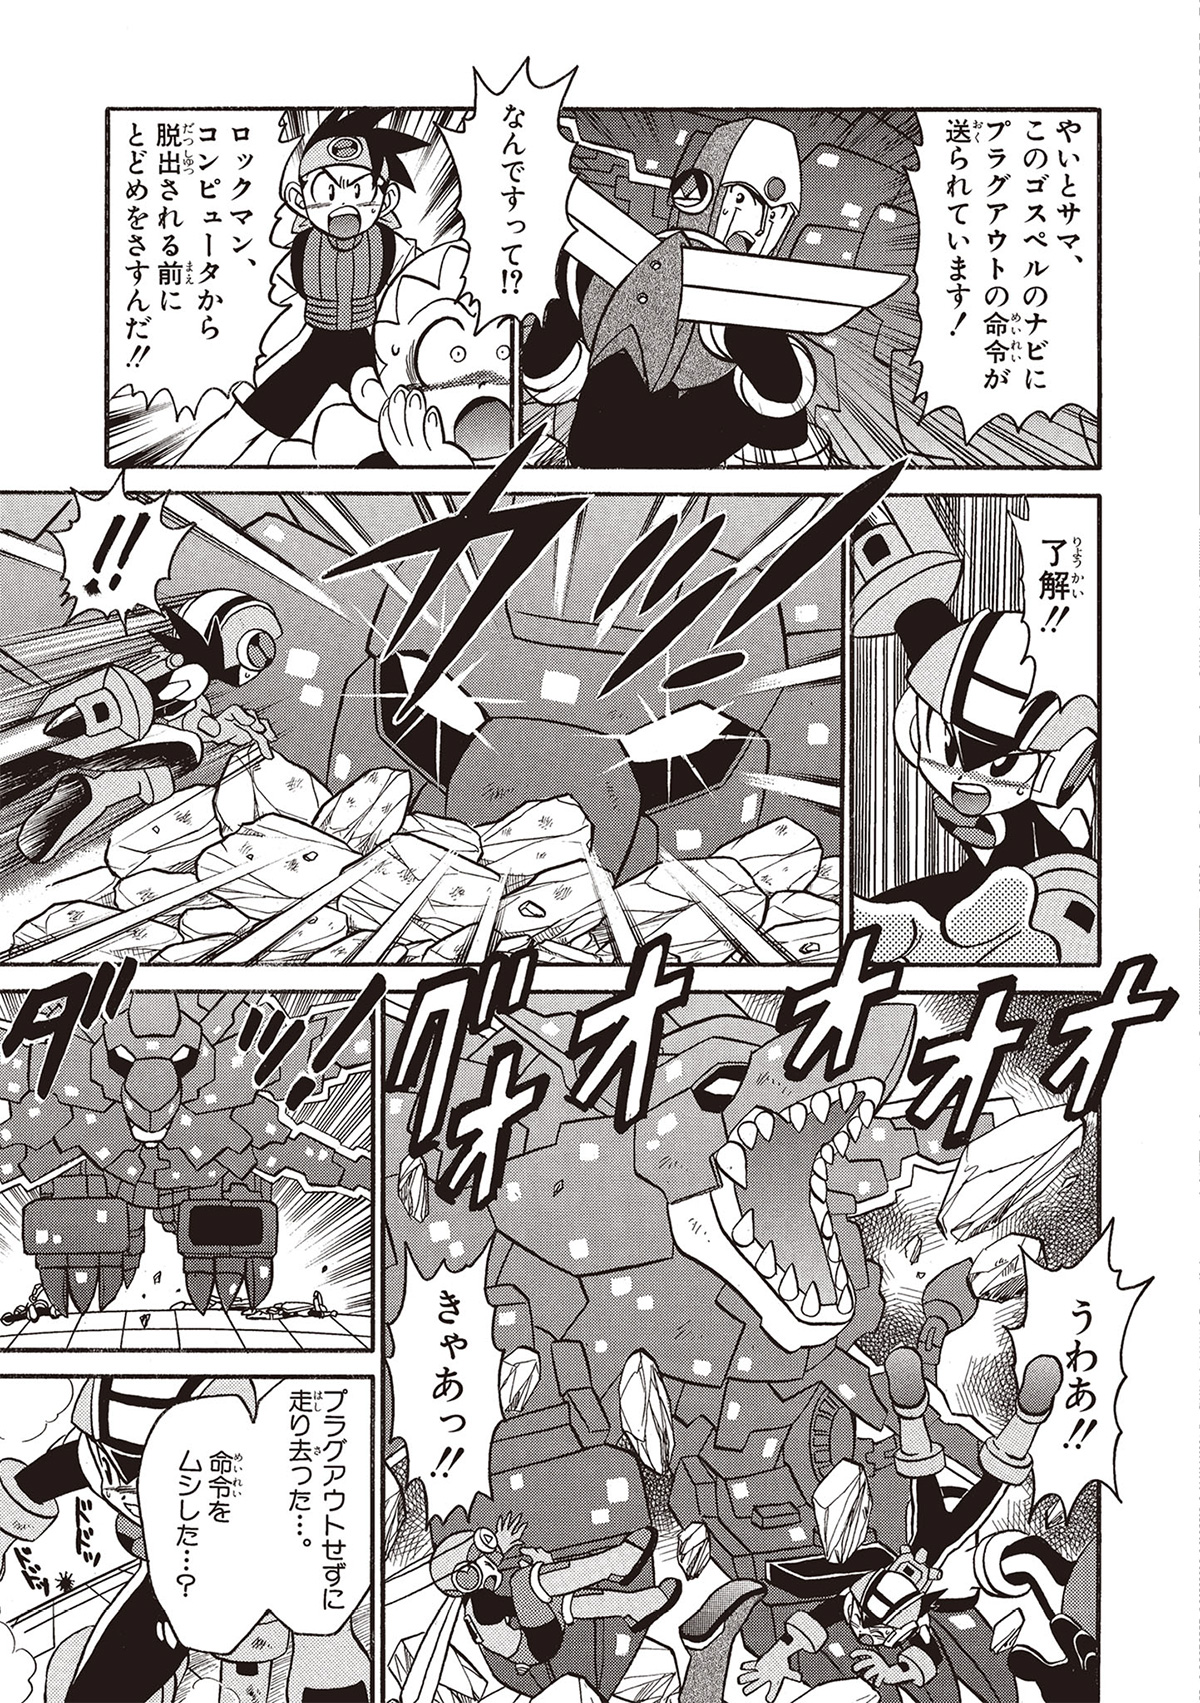 やいとサマ、
このゴスペルのナビに
プラグアウトの命令が
送られています!
なんですって!?
ロックマン、
コンピュータから
脱出される前に
とどめをさすんだ!!
了解!!
カッ
!!
グォオオオオ
うわあ!!
きゃあっ!!
ダッ!
プラグアウトせずに
走り去った…。
命令を
ムシした…?
ドドドッ
ドドドッ